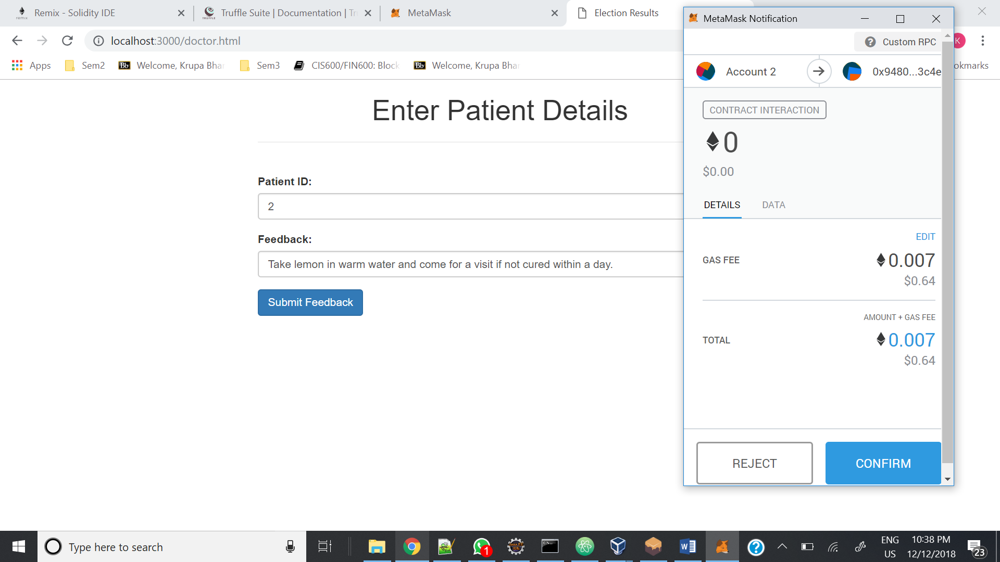 Remix - Solidity IDE
Truffle Suite | Documentation | Tr
MetaMask
Election Results
localhost:3000/doctor.html
Apps
Sem2
Bb Welcome, Krupa Bhar
Sem3
CIS600/FIN600: Block
Bb Welcome, Krupa Bhar
okmarks
K
Enter Patient Details
Patient ID:
2
Feedback:
Take lemon in warm water and come for a visit if not cured within a day.
Submit Feedback
MetaMask Notification
Custom RPC
Account 2
0x9480...3c4e
CONTRACT INTERACTION
0
$0.00
DETAILS
DATA
EDIT
GAS FEE
0.007
$0.64
AMOUNT + GAS FEE
TOTAL
0.007
$0.64
REJECT
CONFIRM
Type here to search
1
ENG
US
10:38 PM
12/12/2018
23